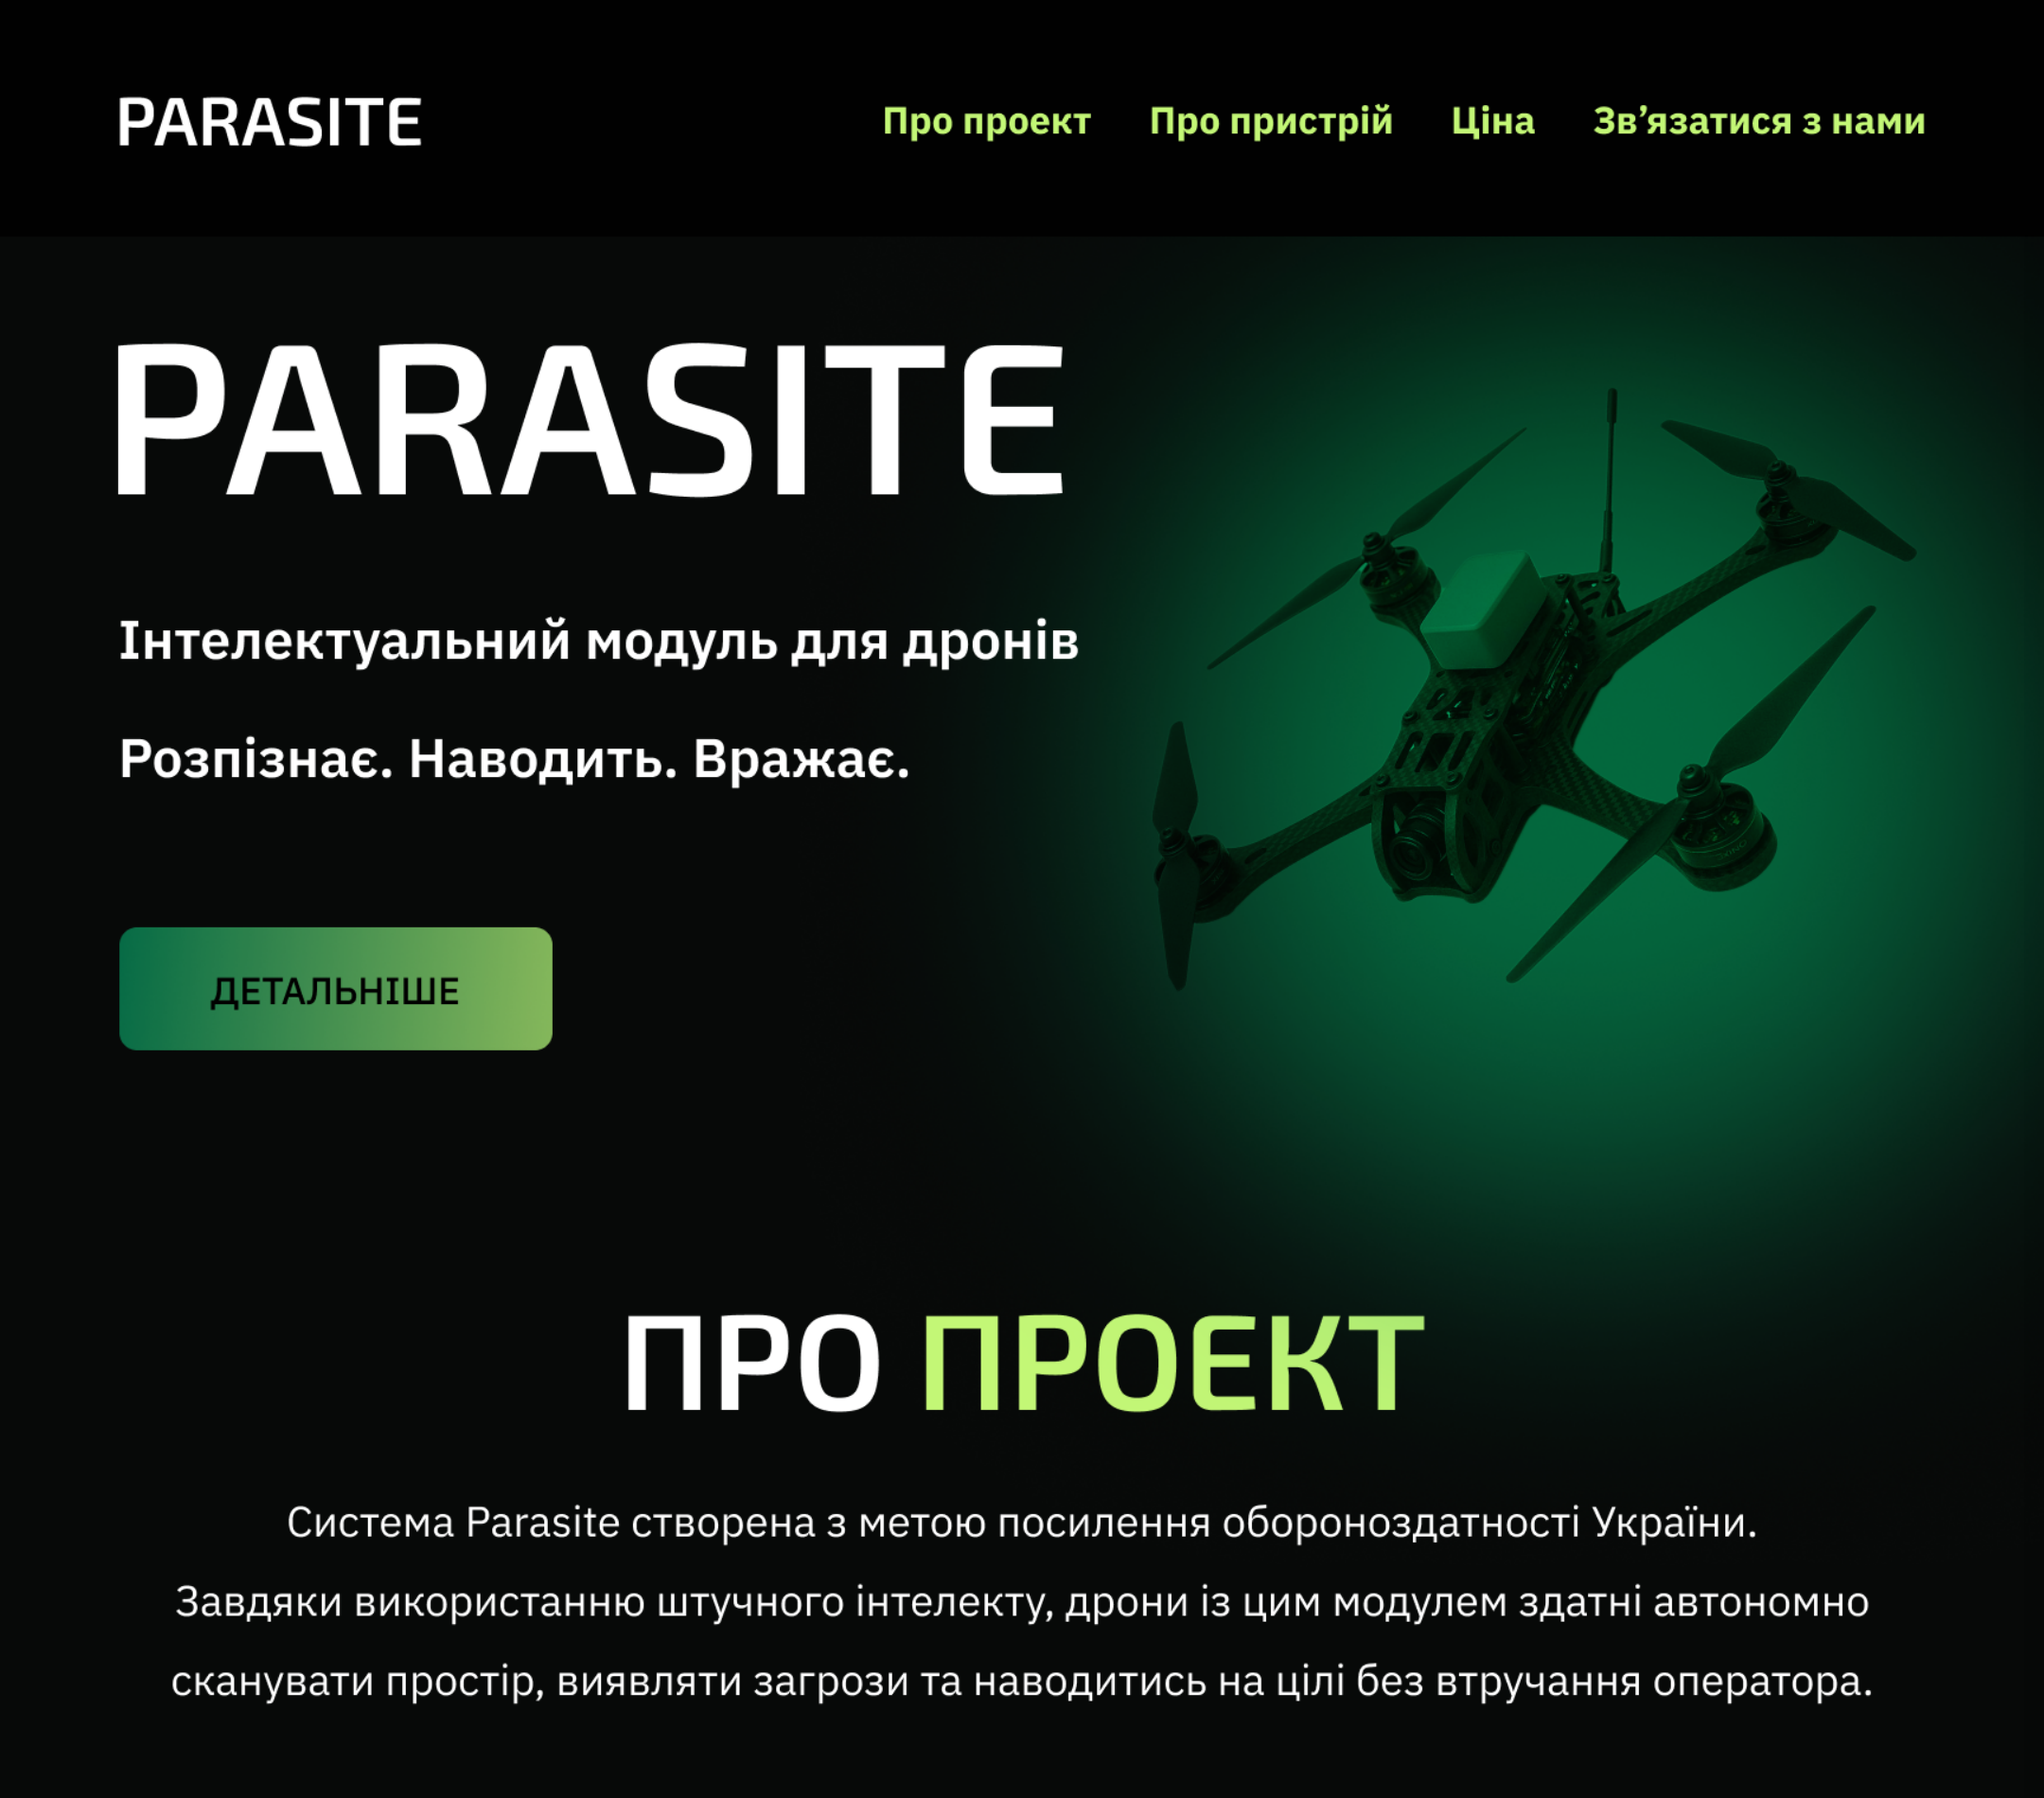 PARASITE
Про проект Про пристрій Ціна Зв’язатися з нами
PARASITE
Інтелектуальний модуль для дронів
Розпізнає. Наводить. Вражає.
ДЕТАЛЬНІШЕ
ПРО ПРОЕКТ
Система Parasite створена з метою посилення обороноздатності України.
Завдяки використанню штучного інтелекту, дрони із цим модулем здатні автономно
сканувати простір, виявляти загрози та наводитись на цілі без втручання оператора.